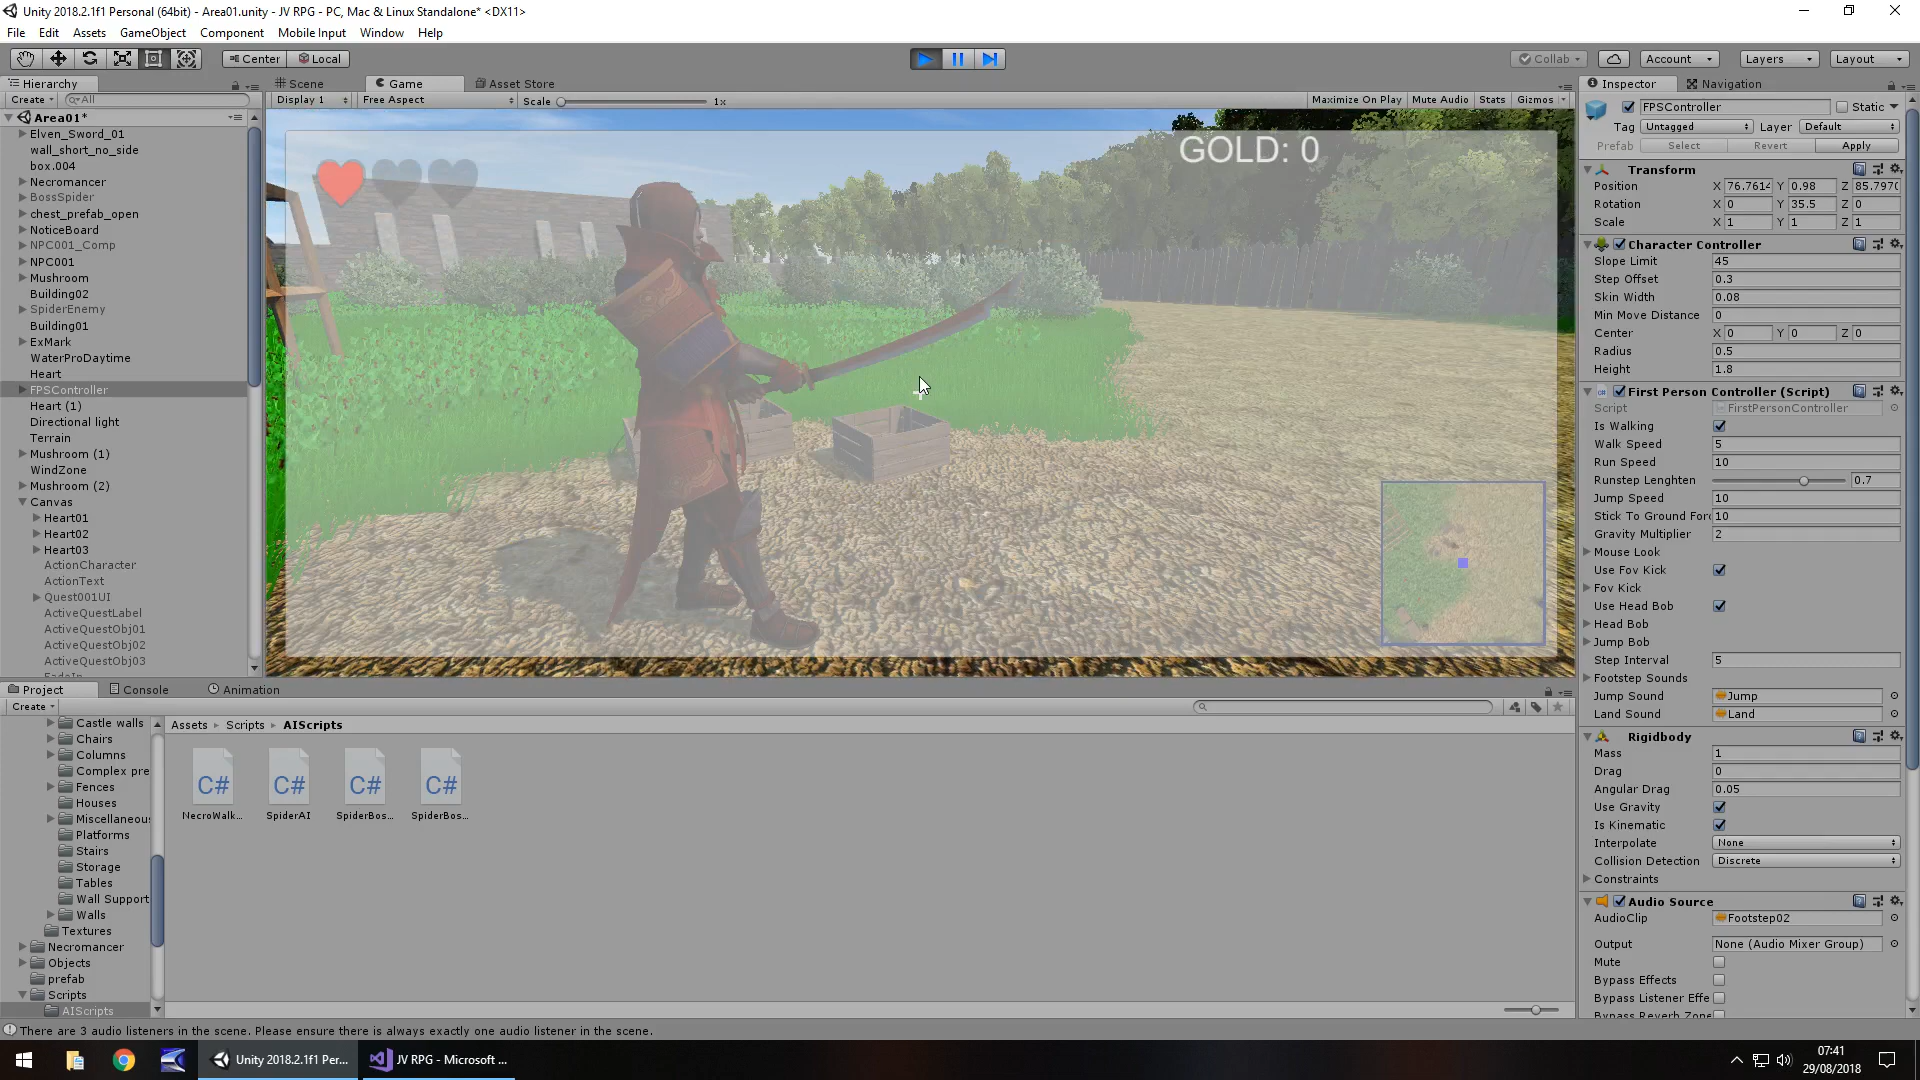 Unity 2018.2.1f1 Personal (64bit) - Area01.unity - JV RPG - PC, Mac & Linux Standalone* <DX11>
File Edit Assets GameObject Component Mobile Input Window Help
Center Local Collab Account Layers Layout
Hierarchy Scene Game Asset Store Inspector Navigation
Create All Display 1 Free Aspect Scale 1x Maximize On Play Mute Audio Stats Gizmos
Area01*
Elven_Sword_01
wall_short_no_side
box.004
Necromancer
BossSpider
chest_prefab_open
NoticeBoard
NPC001_Comp
NPC001
Mushroom
Building02
SpiderEnemy
Building01
ExMark
WaterProDaytime
Heart
FPSController
Heart (1)
Directional light
Terrain
Mushroom (1)
WindZone
Mushroom (2)
Canvas
Heart01
Heart02
Heart03
ActionCharacter
ActionText
Quest001UI
ActiveQuestLabel
ActiveQuestObj01
ActiveQuestObj02
ActiveQuestObj03
GOLD: 0
FPSController Static
Tag Untagged Layer Default
Prefab Select Revert Apply
Transform
Position X 76.7614 Y 0.98 Z 85.797(
Rotation X 0 Y 35.5 Z 0
Scale X 1 Y 1 Z 1
Character Controller
Slope Limit 45
Step Offset 0.3
Skin Width 0.08
Min Move Distance 0
Center X 0 Y 0 Z 0
Radius 0.5
Height 1.8
First Person Controller (Script)
Script FirstPersonController
Is Walking
Walk Speed 5
Run Speed 10
Runstep Lenghten 0.7
Jump Speed 10
Stick To Ground For 10
Gravity Multiplier 2
Mouse Look
Use Fov Kick
Fov Kick
Use Head Bob
Head Bob
Jump Bob
Step Interval 5
Footstep Sounds
Jump Sound Jump
Land Sound Land
Rigidbody
Mass 1
Drag 0
Angular Drag 0.05
Use Gravity
Is Kinematic
Interpolate None
Collision Detection Discrete
Constraints
Audio Source
AudioClip Footstep02
Output None (Audio Mixer Group)
Mute
Bypass Effects
Bypass Listener Effe
Bypass Reverb Zone
Project Console Animation
Create
Castle walls
Chairs
Columns
Complex pre
Fences
Houses
Miscellaneou
Platforms
Stairs
Storage
Tables
Wall Support
Walls
Textures
Necromancer
Objects
prefab
Scripts
AIScripts
Assets Scripts AIScripts
C# C# C# C#
NecroWalk... SpiderAI SpiderBos... SpiderBos...
There are 3 audio listeners in the scene. Please ensure there is always exactly one audio listener in the scene.
Unity 2018.2.1f1 Per... JV RPG - Microsoft ...
07:41
29/08/2018